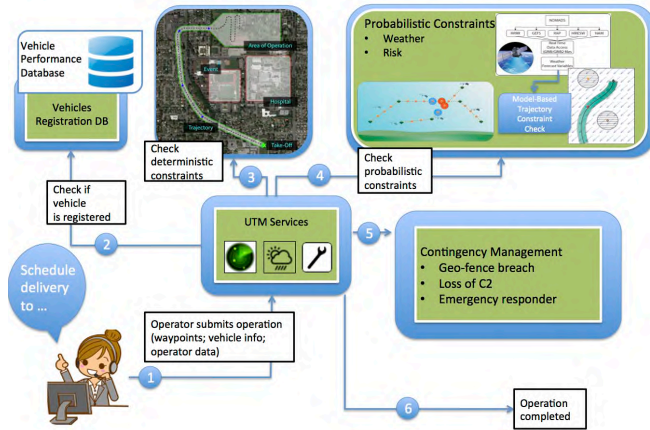 Vehicle
Performance
Database
Vehicles
Registration DB
Area of Operation
Event
Hospital
Trajectory
Take-Off
Probabilistic Constraints
• Weather
• Risk
Model-Based
Trajectory
Constraint
Check
Check
deterministic
constraints
3
4
Check
probabilistic
constraints
Check if
vehicle
is registered
2
UTM Services
5
Contingency Management
• Geo-fence breach
• Loss of C2
• Emergency responder
Schedule
delivery
to ...
Operator submits operation
(waypoints; vehicle info;
operator data)
1
6
Operation
completed